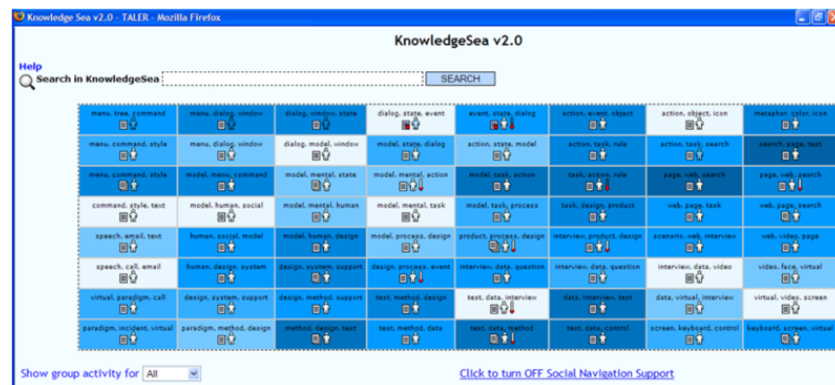 Knowledge Sea v2.0 - TALER - Mozilla Firefox
KnowledgeSea v2.0
Help
Search in KnowledgeSea SEARCH
menu, tree, command menu, dialog, window dialog, window, state dialog, state, event event, state, dialog action, event, object action, object, icon metaphor, color, icon
menu, command, style menu, dialog, window dialog, model, window model, state, dialog action, state, model action, task, rule action, task, search search, page, text
menu, command, style model, menu, command model, mental, state model, mental, action model, task, action task, action, rule page, web, search page, web, search
command, style, text model, human, social model, mental, human model, mental, task model, task, process task, design, product web, page, task web, page, search
speech, email, text human, social, model model, human, design model, process, design product, process, design interview, product, design scenario, web, interview web, video, page
speech, call, email human, design, system design, system, support design, process, event interview, data, question interview, data, question interview, data, video video, face, virtual
virtual, paradigm, call design, system, support design, method, support test, method, design test, data, interview data, interview, test data, virtual, interview virtual, video, screen
paradigm, incident, virtual paradigm, method, design method, design, test test, method, data test, data, method test, data, control screen, keyboard, control keyboard, screen, virtual
Show group activity for All Click to turn OFF Social Navigation Support